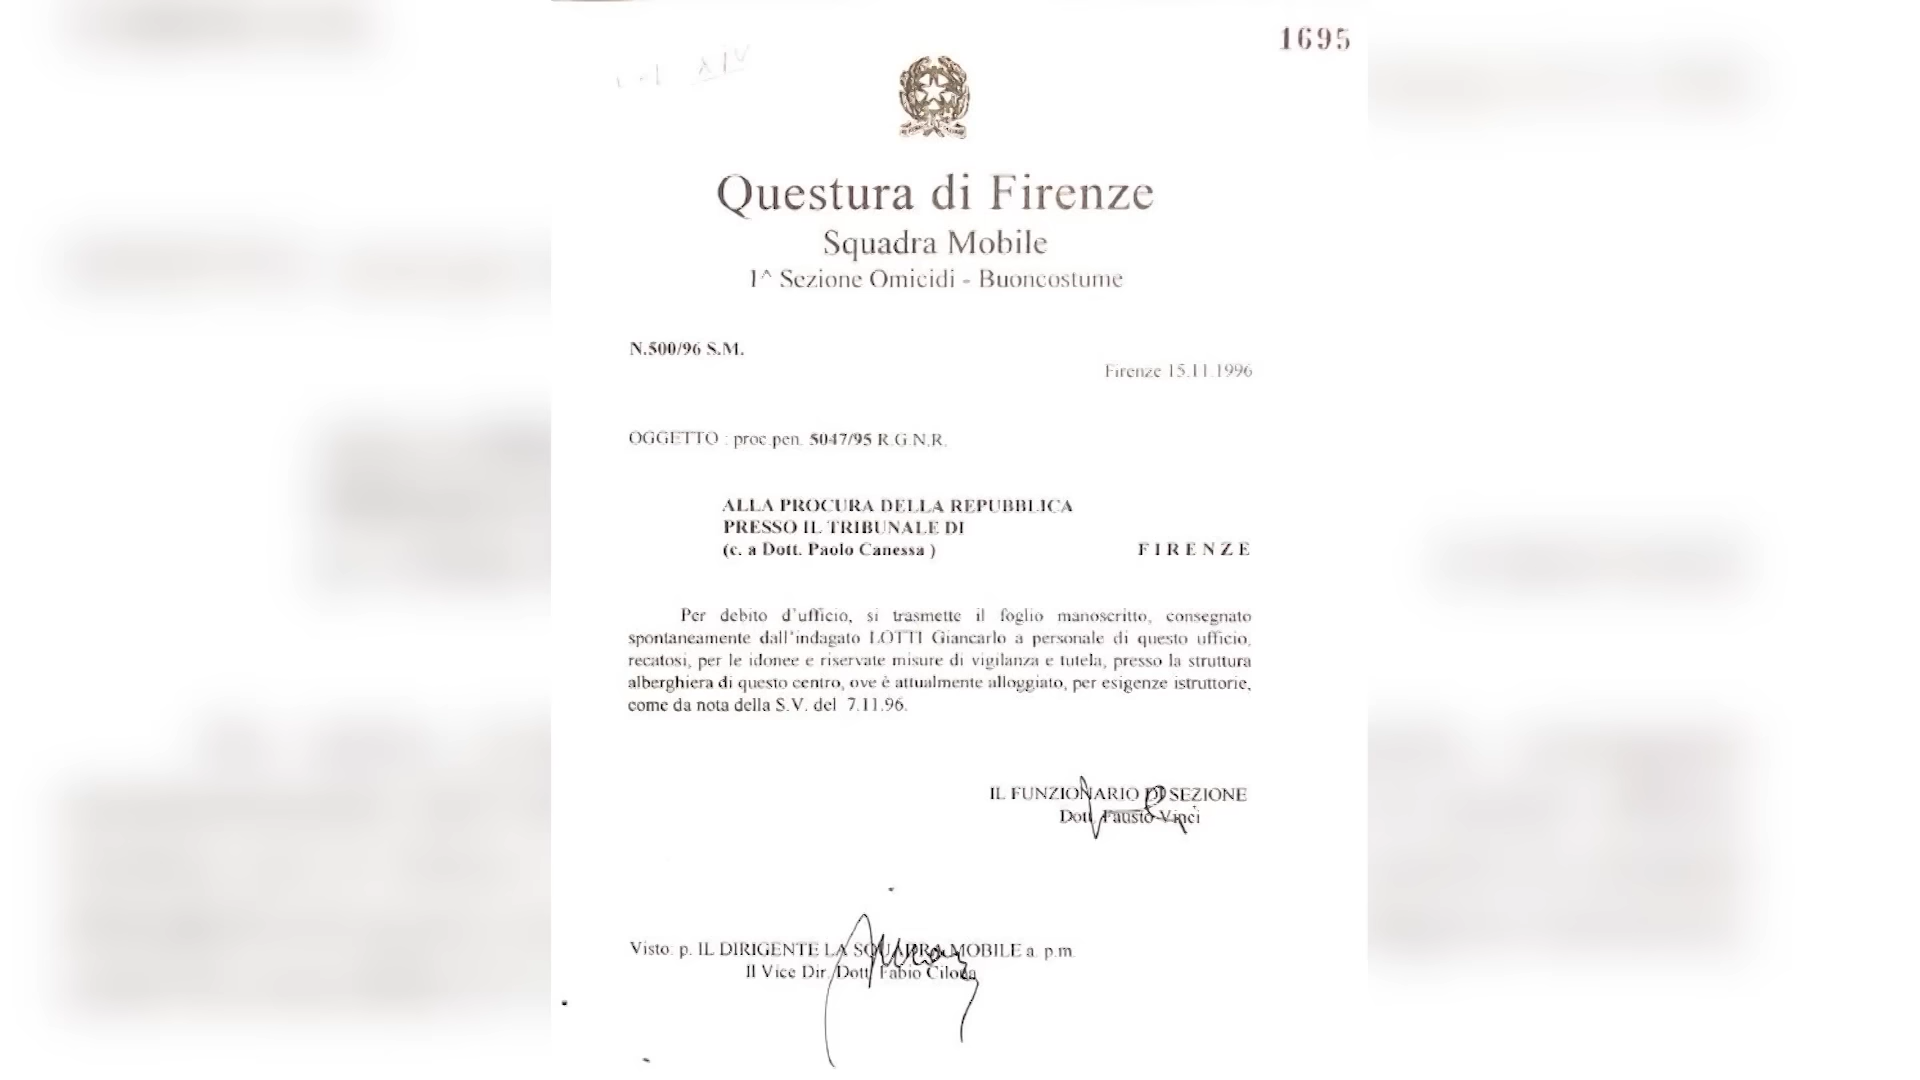 1695
Questura di Firenze
Squadra Mobile
1^ Sezione Omicidi - Buoncostume
N.500/96 S.M.
Firenze 15.11.1996
OGGETTO : proc.pen. 5047/95 R.G.N.R.
ALLA PROCURA DELLA REPUBBLICA
PRESSO IL TRIBUNALE DI
(c. a Dott. Paolo Canessa ) F I R E N Z E
Per debito d'ufficio, si trasmette il foglio manoscritto, consegnato
spontaneamente dall'indagato LOTTI Giancarlo a personale di questo ufficio,
recatosi, per le idonee e riservate misure di vigilanza e tutela, presso la struttura
alberghiera di questo centro, ove è attualmente alloggiato, per esigenze istruttorie,
come da nota della S.V. del 7.11.96.
IL FUNZIONARIO DI SEZIONE
Dott. Fausto Vinci
Visto: p. IL DIRIGENTE LA SQUADRA MOBILE a. p.m.
Il Vice Dir. Dott. Fabio